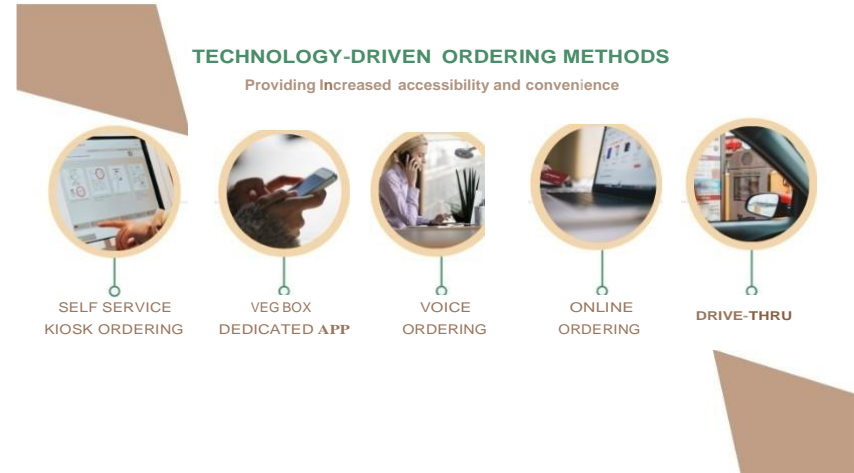 TECHNOLOGY-DRIVEN ORDERING METHODS
Providing Increased accessibility and convenience
SELF SERVICE
KIOSK ORDERING
VEG BOX
DEDICATED APP
VOICE
ORDERING
ONLINE
ORDERING
DRIVE-THRU